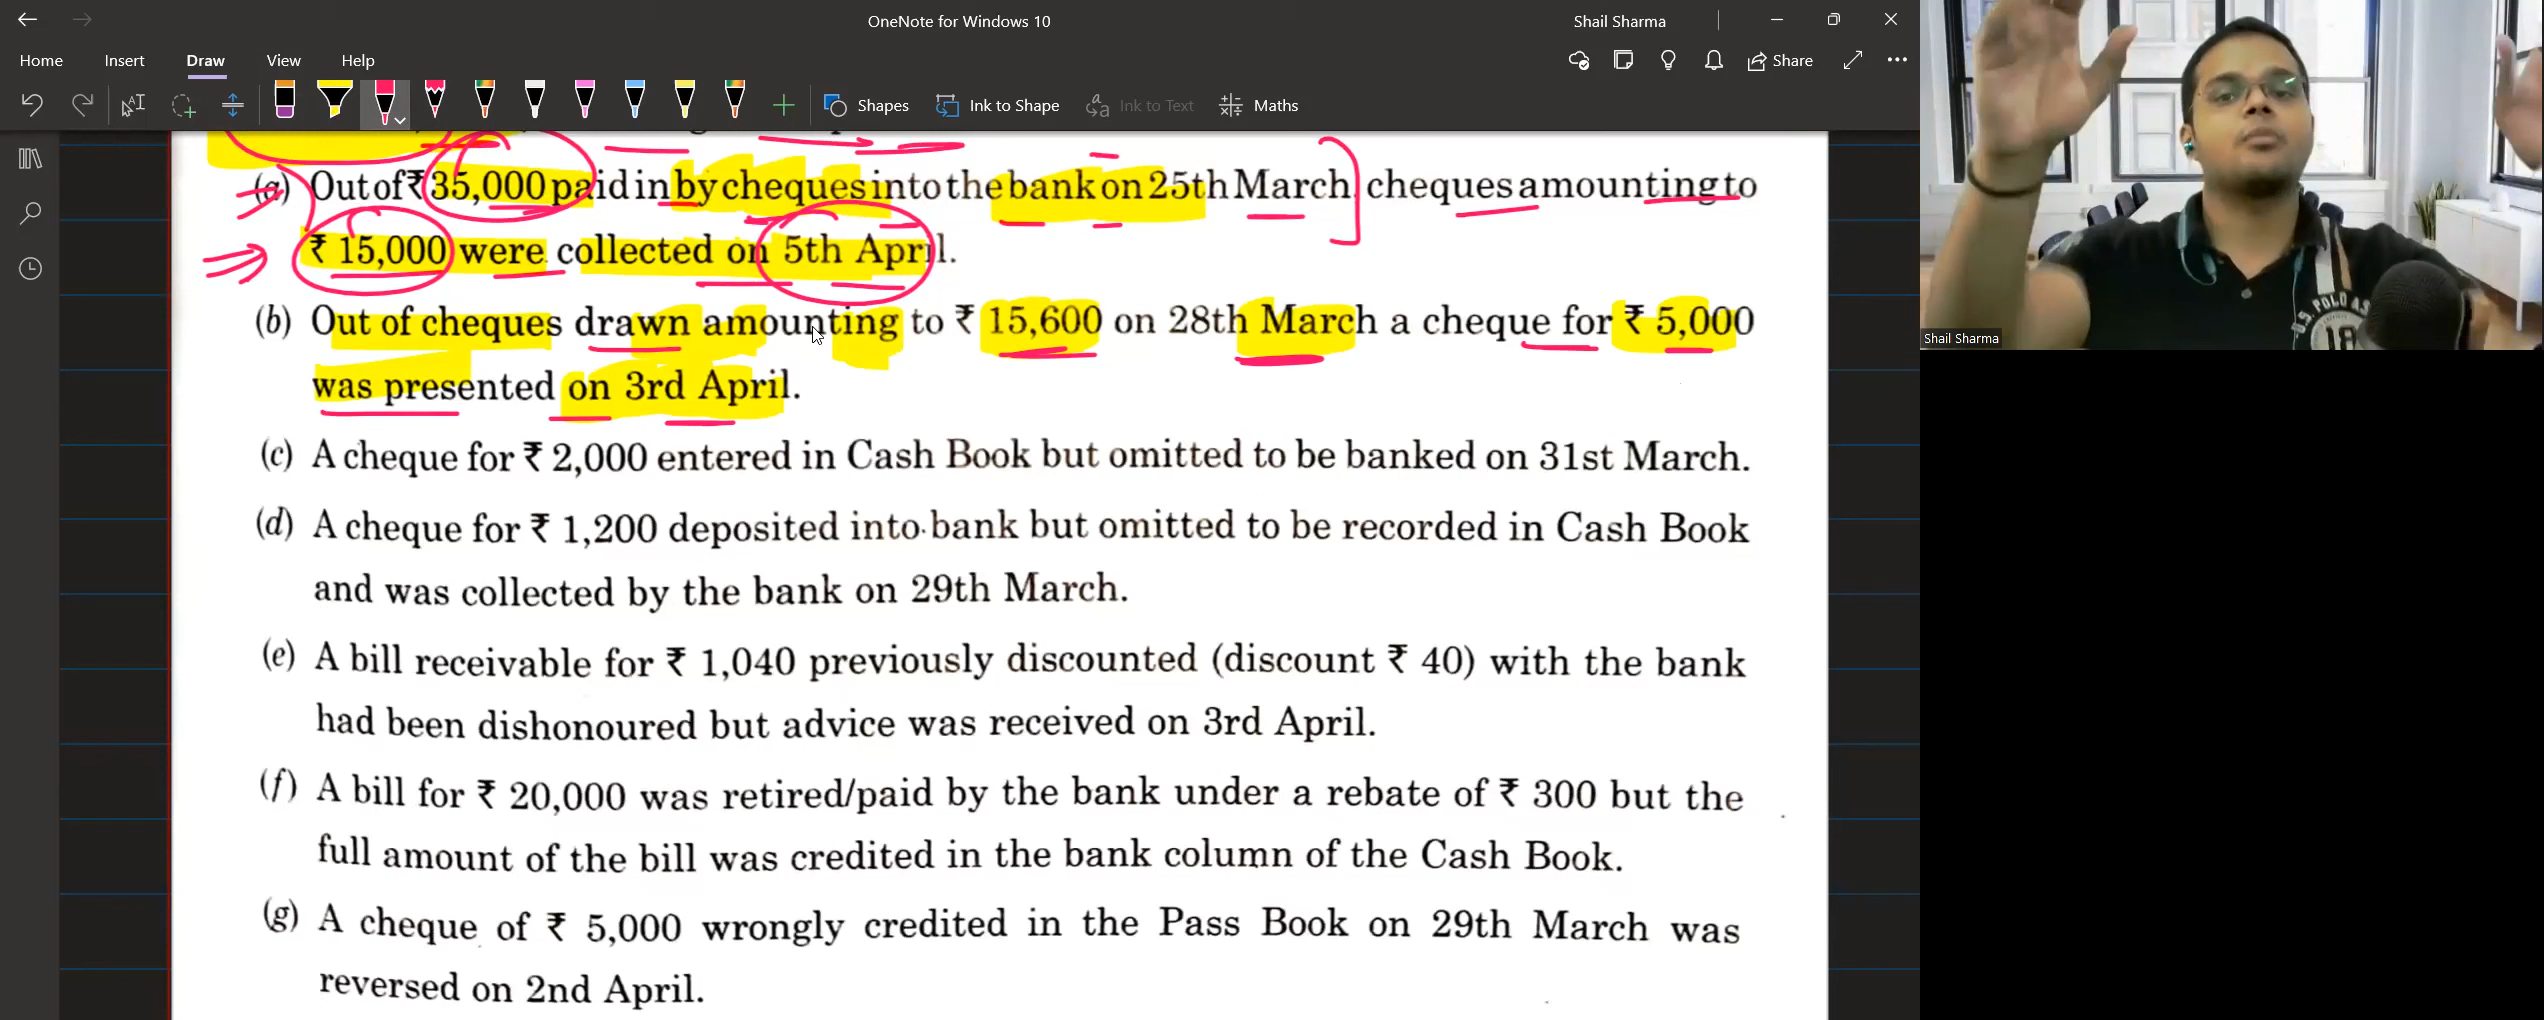 OneNote for Windows 10
Shail Sharma
Home Insert Draw View Help
Share
Shapes Ink to Shape Ink to Text Maths
(a) Out of ₹ 35,000 paid in by cheques into the bank on 25th March, cheques amounting to
₹ 15,000 were collected on 5th April.
(b) Out of cheques drawn amounting to ₹ 15,600 on 28th March a cheque for ₹ 5,000
was presented on 3rd April.
(c) A cheque for ₹ 2,000 entered in Cash Book but omitted to be banked on 31st March.
(d) A cheque for ₹ 1,200 deposited into bank but omitted to be recorded in Cash Book
and was collected by the bank on 29th March.
(e) A bill receivable for ₹ 1,040 previously discounted (discount ₹ 40) with the bank
had been dishonoured but advice was received on 3rd April.
(f) A bill for ₹ 20,000 was retired/paid by the bank under a rebate of ₹ 300 but the
full amount of the bill was credited in the bank column of the Cash Book.
(g) A cheque of ₹ 5,000 wrongly credited in the Pass Book on 29th March was
reversed on 2nd April.
Shail Sharma
U.S. POLO AS
18